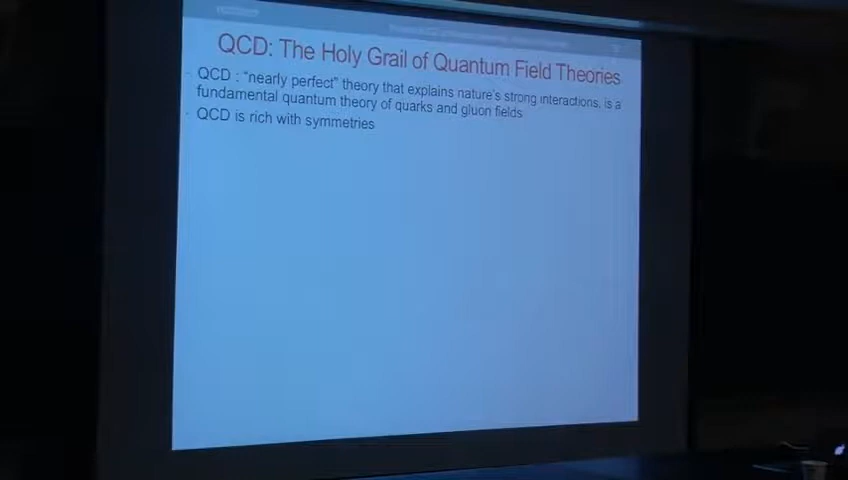 QCD: The Holy Grail of Quantum Field Theories
QCD : “nearly perfect” theory that explains nature's strong interactions, is a
fundamental quantum theory of quarks and gluon fields
QCD is rich with symmetries